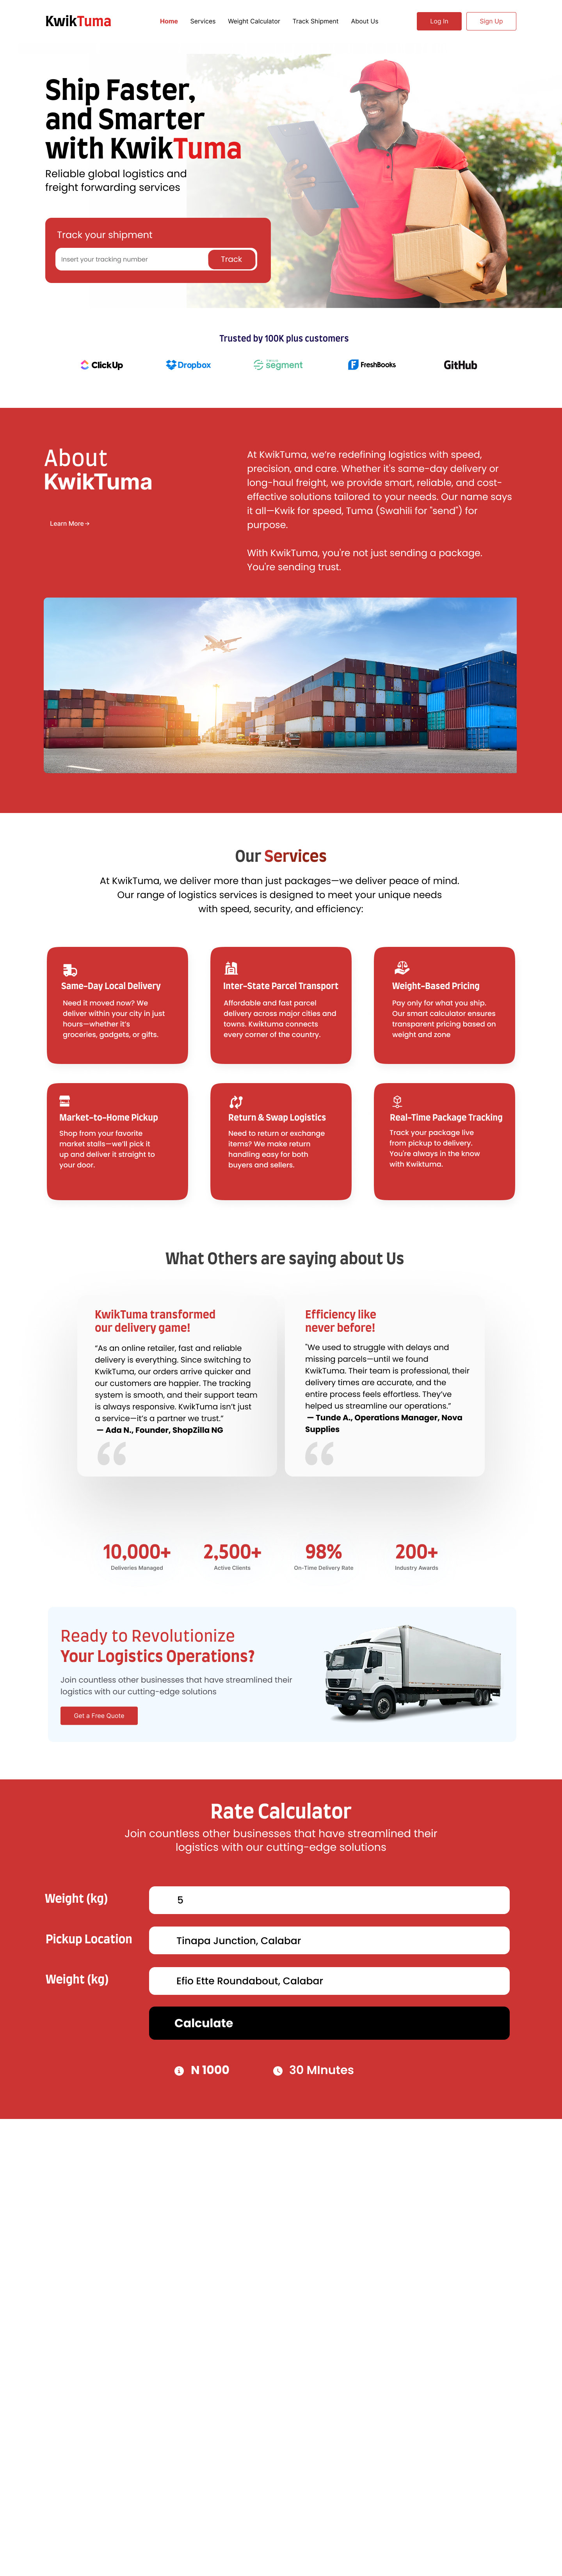 KwikTuma
Home
Services
Weight Calculator
Track Shipment
About Us
Log In
Sign Up
Ship Faster,
and Smarter
with KwikTuma
Reliable global logistics and
freight forwarding services
Track your shipment
insert your tracking number
Track
Trusted by 100K plus customers
ClickUp
Dropbox
segment
FreshBooks
GitHub
About
KwikTuma
Learn More →
At KwikTuma, we're redefining logistics with speed,
precision, and care. Whether it's same-day delivery or
long-haul freight, we provide smart, reliable, and cost-
effective solutions tailored to your needs. Our name says
it all—Kwik for speed, Tuma (Swahili for "send") for
purpose.
With KwikTuma, you're not just sending a package.
You're sending trust.
Our Services
At KwikTuma, we deliver more than just packages—we deliver peace of mind.
Our range of logistics services is designed to meet your unique needs
with speed, security, and efficiency:
Same-Day Local Delivery
Need it moved now? We
deliver within your city in just
hours—whether it's
groceries, gadgets, or gifts.
Inter-State Parcel Transport
Affordable and fast parcel
delivery across major cities and
towns. Kwiktuma connects
every corner of the country.
Weight-Based Pricing
Pay only for what you ship.
Our smart calculator ensures
transparent pricing based on
weight and zone
Market-to-Home Pickup
Shop from your favorite
market stalls—we'll pick it
up and deliver it straight to
your door.
Return & Swap Logistics
Need to return or exchange
items? We make return
handling easy for both
buyers and sellers.
Real-Time Package Tracking
Track your package live
from pickup to delivery.
You're always in the know
with Kwiktuma.
What Others are saying about Us
KwikTuma transformed
our delivery game!
“As an online retailer, fast and reliable
delivery is everything. Since switching to
KwikTuma, our orders arrive quicker and
our customers are happier. The tracking
system is smooth, and their support team
is always responsive. KwikTuma isn't just
a service—it's a partner we trust.”
— Ada N., Founder, ShopZilla NG
Efficiency like
never before!
"We used to struggle with delays and
missing parcels—until we found
KwikTuma. Their team is professional, their
delivery times are accurate, and the
entire process feels effortless. They've
helped us streamline our operations.”
— Tunde A., Operations Manager, Nova
Supplies
10,000+
Deliveries Managed
2,500+
Active Clients
98%
On-Time Delivery Rate
200+
Industry Awards
Ready to Revolutionize
Your Logistics Operations?
Join countless other businesses that have streamlined their
logistics with our cutting-edge solutions
Get a Free Quote
Rate Calculator
Join countless other businesses that have streamlined their
logistics with our cutting-edge solutions
Weight (kg)
5
Pickup Location
Tinapa Junction, Calabar
Weight (kg)
Efio Ette Roundabout, Calabar
Calculate
N 1000
30 MInutes